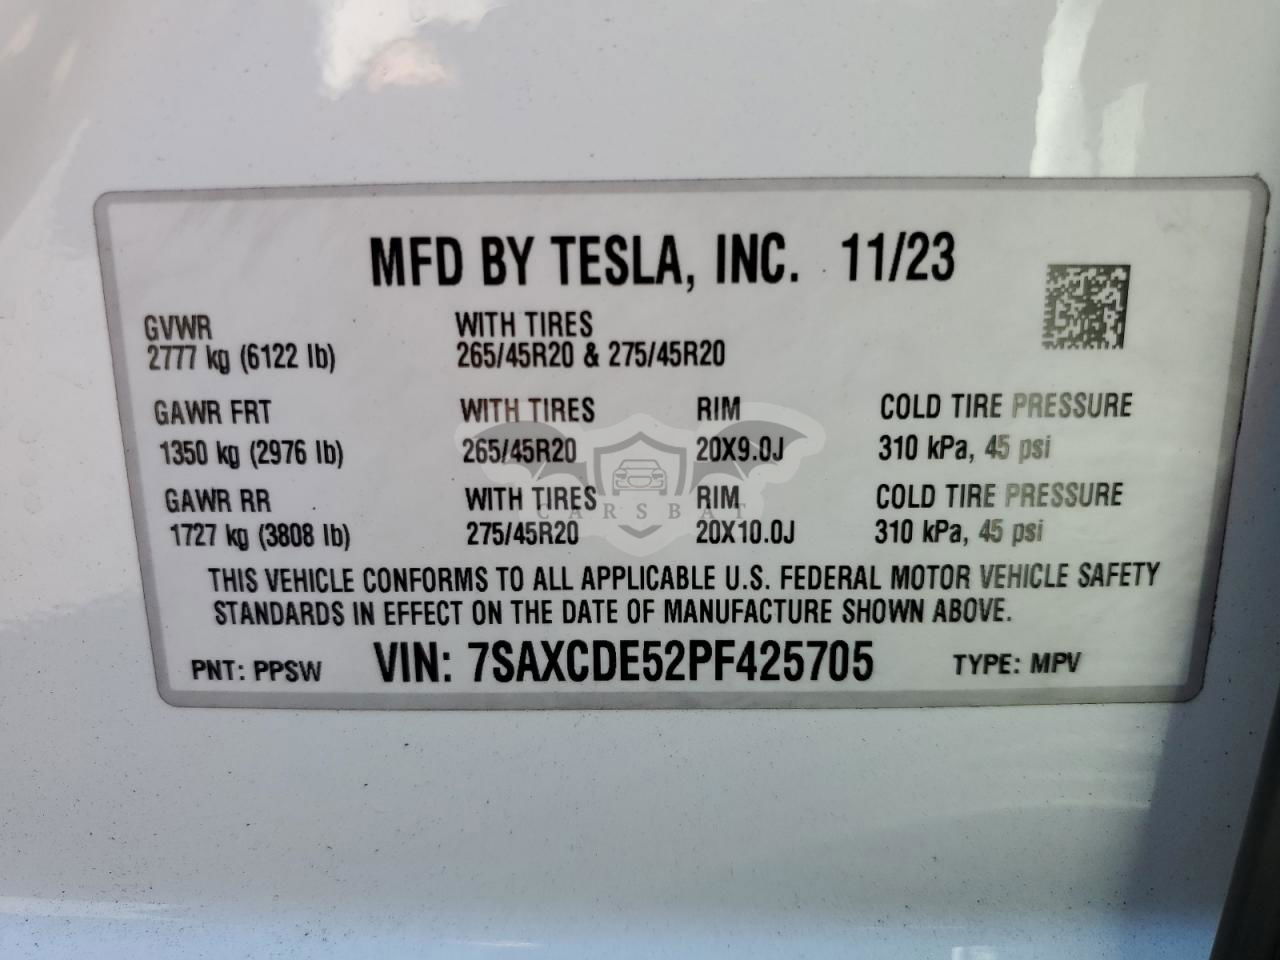 MFD BY TESLA, INC. 11/23
GVWR WITH TIRES
2777 kg (6122 lb) 265/45R20 & 275/45R20
GAWR FRT WITH TIRES RIM COLD TIRE PRESSURE
1350 kg (2976 lb) 265/45R20 20X9.0J 310 kPa, 45 psi
GAWR RR WITH TIRES RIM COLD TIRE PRESSURE
CARSBAT
1727 kg (3808 lb) 275/45R20 20X10.0J 310 kPa, 45 psi
THIS VEHICLE CONFORMS TO ALL APPLICABLE U.S. FEDERAL MOTOR VEHICLE SAFETY
STANDARDS IN EFFECT ON THE DATE OF MANUFACTURE SHOWN ABOVE.
PNT: PPSW VIN: 7SAXCDE52PF425705 TYPE: MPV